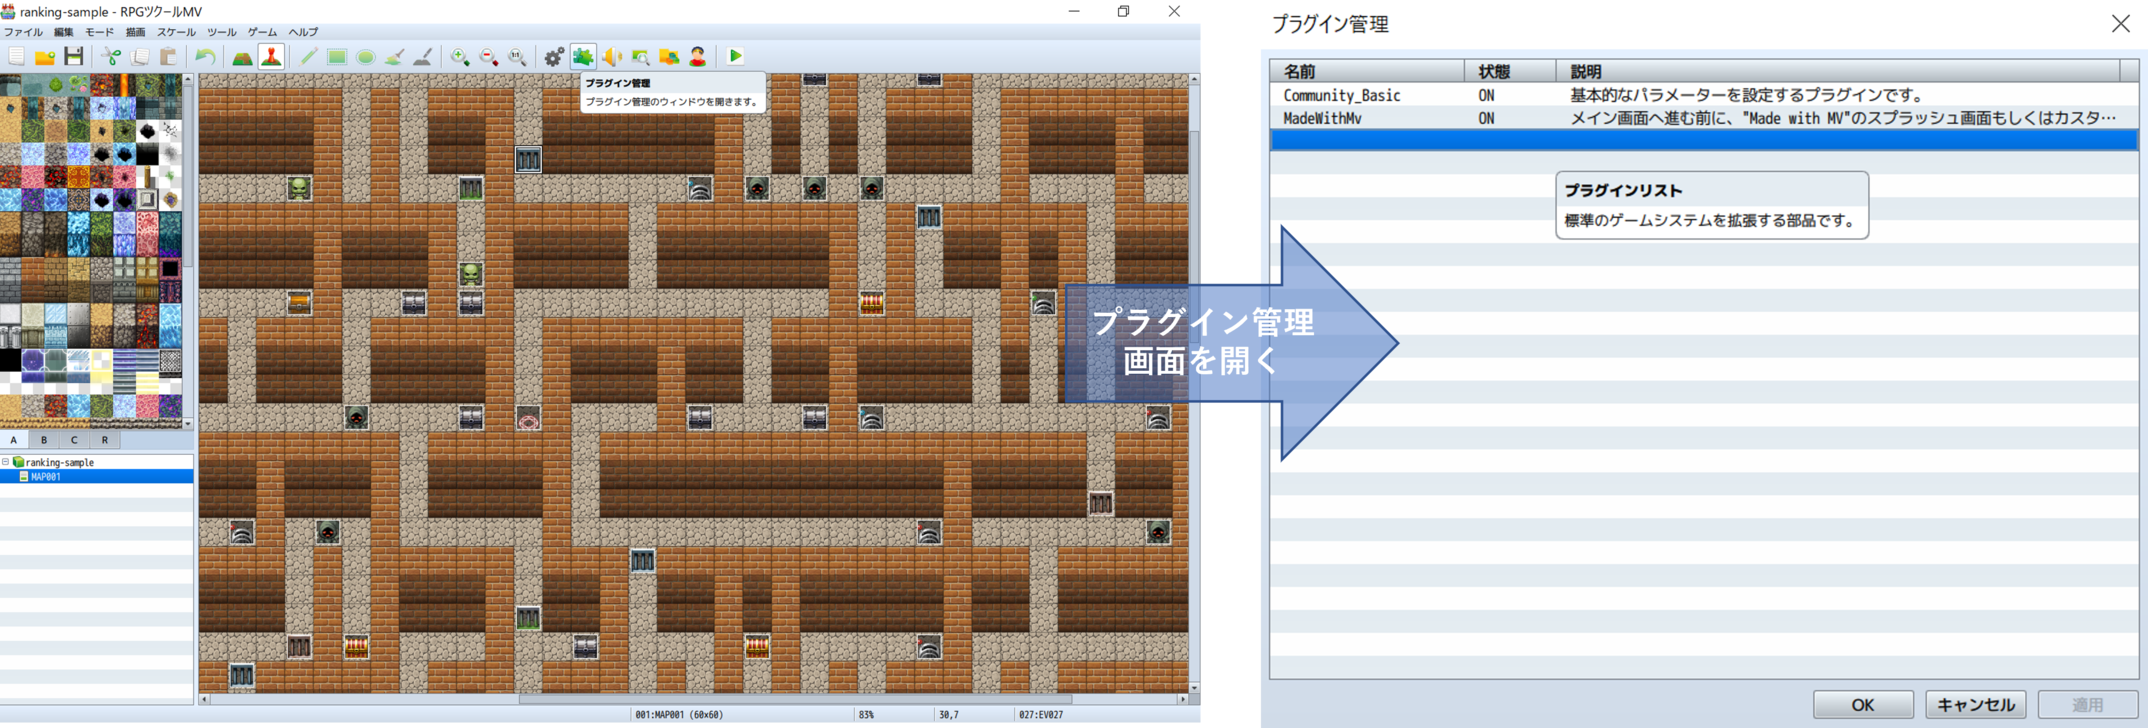 ranking-sample - RPGツクールMV
ファイル 編集 モード 描画 スケール ツール ゲーム ヘルプ
1:1
プラグイン管理
プラグイン管理のウィンドウを開きます。
A B C R
ranking-sample
MAP001
001:MAP001 (60x60) 83% 30,7 027:EV027
プラグイン管理
画面を開く
プラグイン管理
名前 状態 説明
Community_Basic ON 基本的なパラメーターを設定するプラグインです。
MadeWithMv ON メイン画面へ進む前に、"Made with MV"のスプラッシュ画面もしくはカスタ…
プラグインリスト
標準のゲームシステムを拡張する部品です。
OK キャンセル 適用